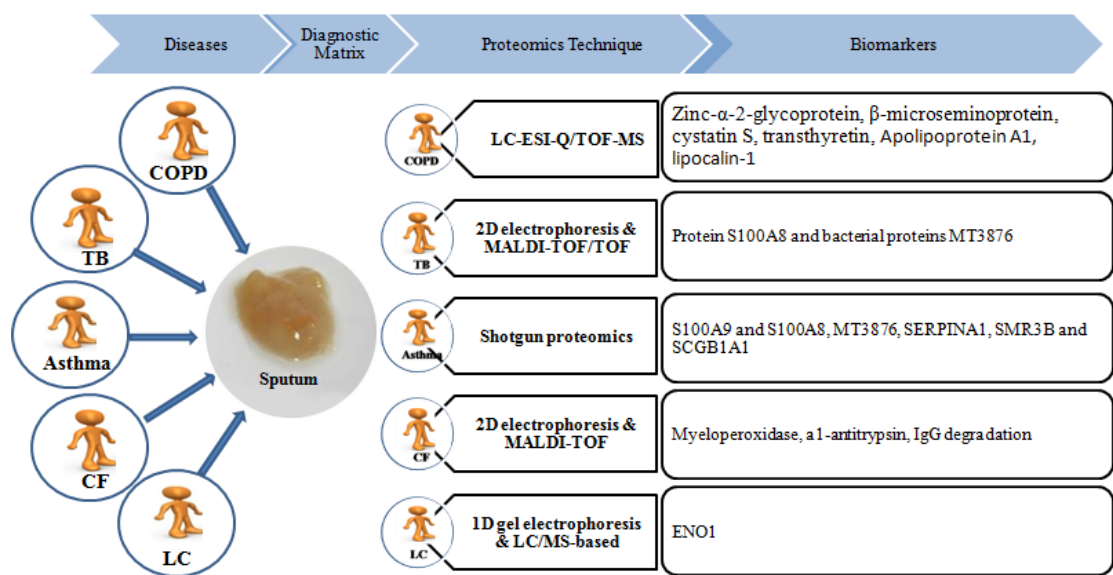 Diseases
Diagnostic
Matrix
Proteomics Technique
Biomarkers
COPD
TB
Asthma
CF
LC
Sputum
COPD
LC-ESI-Q/TOF-MS
Zinc-α-2-glycoprotein, β-microseminoprotein,
cystatin S, transthyretin, Apolipoprotein A1,
lipocalin-1
TB
2D electrophoresis &
MALDI-TOF/TOF
Protein S100A8 and bacterial proteins MT3876
Asthma
Shotgun proteomics
S100A9 and S100A8, MT3876, SERPINA1, SMR3B and
SCGB1A1
CF
2D electrophoresis &
MALDI-TOF
Myeloperoxidase, a1-antitrypsin, IgG degradation
LC
1D gel electrophoresis
& LC/MS-based
ENO1